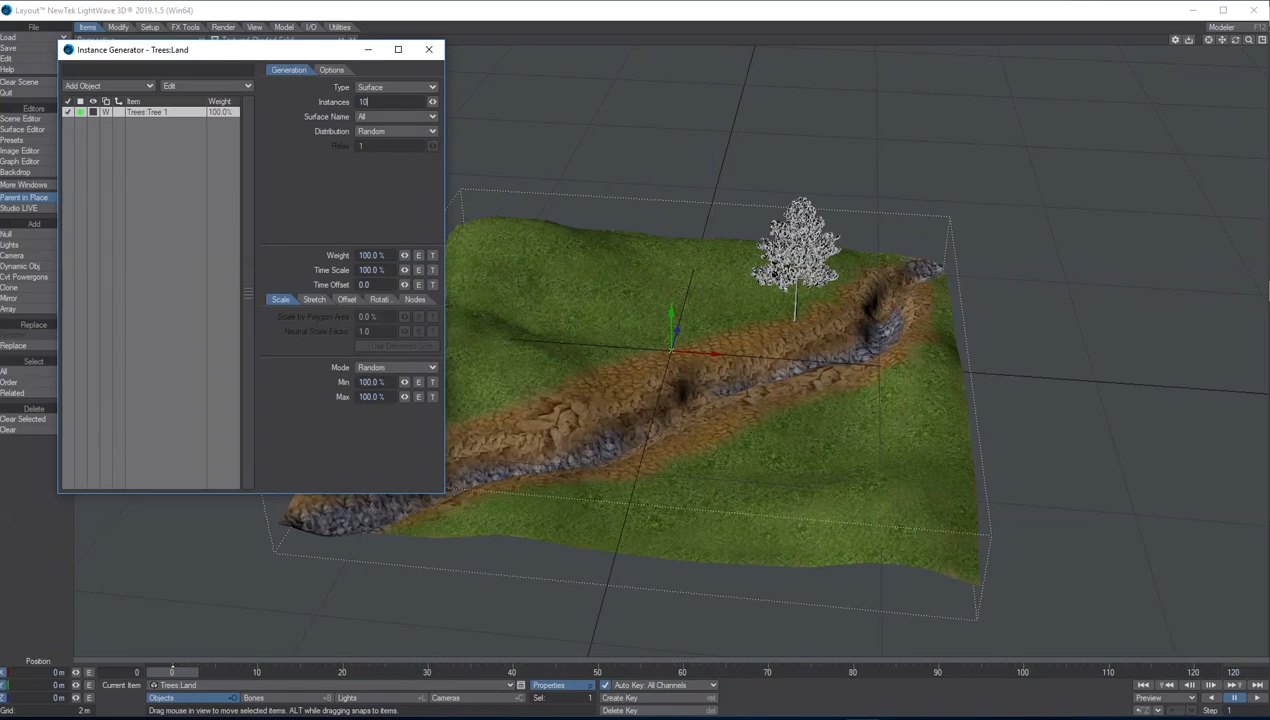 Layout™ NewTek LightWave 3D® 2019.1.5 (Win64)
File Items Modify Setup FX Tools Render View Model I/O Utilities Modeler F12
Load
Save
Edit
Help
Clear Scene
Quit
Editors
Scene Editor
Surface Editor
Presets
Image Editor
Graph Editor
Backdrop
More Windows
Parent in Place
Studio LIVE
Add
Null
Lights
Camera
Dynamic Obj
Cvt Powergons
Clone
Mirror
Array
Replace
Replace
Select
All
Order
Related
Delete
Clear Selected
Clear
Instance Generator - Trees:Land
Add Object Edit
Item Weight
W Trees:Tree 1 100.0%
Generation Options
Type Surface
Instances 10
Surface Name All
Distribution Random
Relax 1
Weight 100.0 % E T
Time Scale 100.0 % E T
Time Offset 0.0 E T
Scale Stretch Offset Rotati... Nodes
Scale by Polygon Area 0.0 % E T
Neutral Scale Factor 1.0 E T
Use Deformed Size
Mode Random
Min 100.0 % E T
Max 100.0 % E T
Position
X 0 m E 0 0 10 20 30 40 50 60 70 80 90 100 110 120 120
Y 0 m E Current Item Trees:Land Properties Auto Key: All Channels
Z 0 m E Objects +O Bones +B Lights +L Cameras +C Sel: 1 Create Key Preview
Grid: 2 m Drag mouse in view to move selected items. ALT while dragging snaps to items. Delete Key Step 1